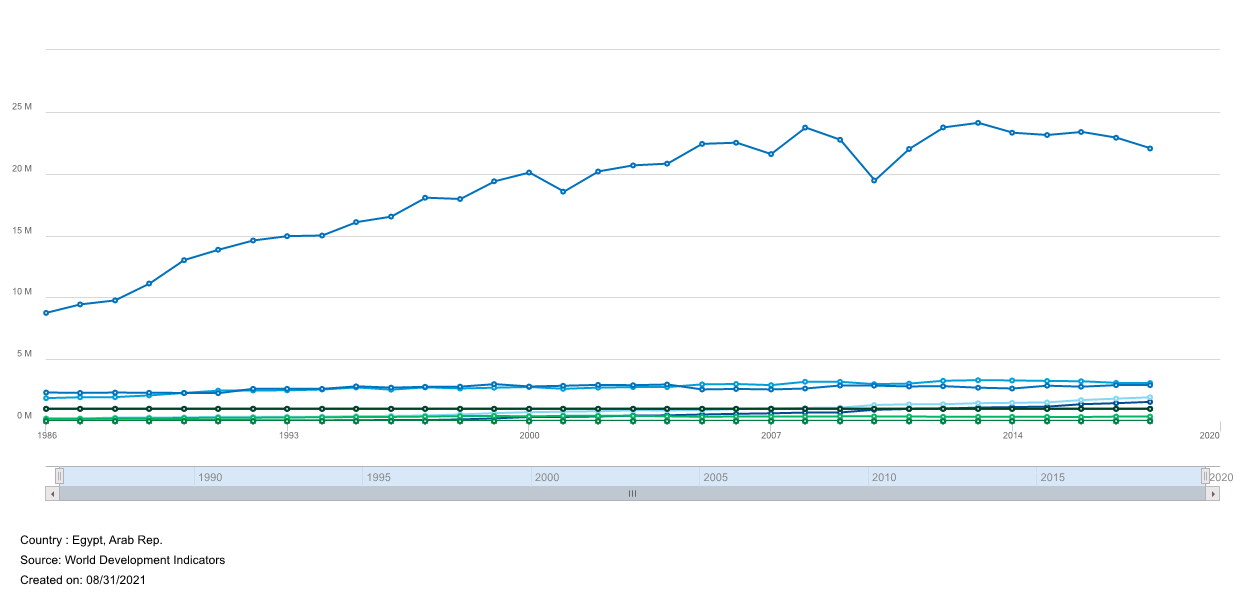 25 M
20 M
15 M
10 M
5 M
0 M
1986 1993 2000 2007 2014 2020
1990 1995 2000 2005 2010 2015 2020
Country : Egypt, Arab Rep.
Source: World Development Indicators
Created on: 08/31/2021